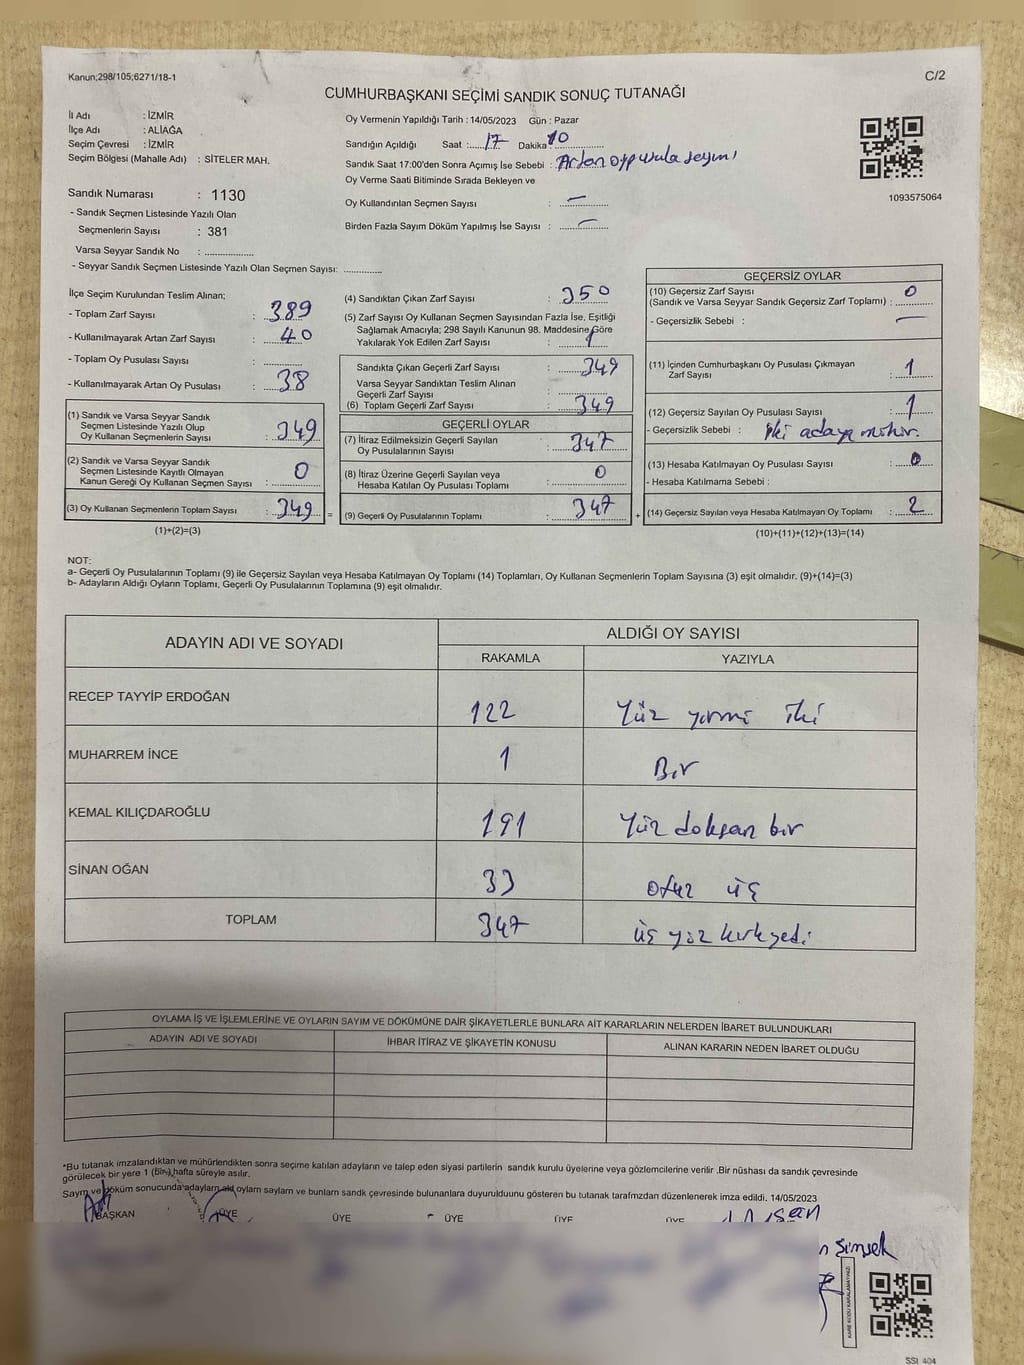 Kanun;298/105;6271/18-1
C/2
CUMHURBAŞKANI SEÇİMİ SANDIK SONUÇ TUTANAĞI
İl Adı : İZMİR
İlçe Adı : ALİAĞA
Seçim Çevresi : İZMİR
Seçim Bölgesi (Mahalle Adı) : SİTELER MAH.
Sandık Numarası : 1130
- Sandık Seçmen Listesinde Yazılı Olan
Seçmenlerin Sayısı : 381
Varsa Seyyar Sandık No : ................
- Seyyar Sandık Seçmen Listesinde Yazılı Olan Seçmen Sayısı: ............
Oy Vermenin Yapıldığı Tarih : 14/05/2023 Gün : Pazar
Sandığın Açıldığı Saat :.....17 Dakika 10
Sandık Saat 17:00'den Sonra Açımış İse Sebebi : Artan oy pusula sayımı
Oy Verme Saati Bitiminde Sırada Bekleyen ve
Oy Kullandırılan Seçmen Sayısı : —
Birden Fazla Sayım Döküm Yapılmış İse Sayısı : —
1093575064
İlçe Seçim Kurulundan Teslim Alınan;
- Toplam Zarf Sayısı : 389
- Kullanılmayarak Artan Zarf Sayısı : 40
- Toplam Oy Pusulası Sayısı : ............
- Kullanılmayarak Artan Oy Pusulası : 38
(1) Sandık ve Varsa Seyyar Sandık
Seçmen Listesinde Yazılı Olup
Oy Kullanan Seçmenlerin Sayısı : 349
(2) Sandık ve Varsa Seyyar Sandık
Seçmen Listesinde Kayıtlı Olmayan
Kanun Gereği Oy Kullanan Seçmen Sayısı : 0
(3) Oy Kullanan Seçmenlerin Toplam Sayısı : 349 =
(1)+(2)=(3)
(4) Sandıktan Çıkan Zarf Sayısı : 350
(5) Zarf Sayısı Oy Kullanan Seçmen Sayısından Fazla İse, Eşitliği
Sağlamak Amacıyla; 298 Sayılı Kanunun 98. Maddesine Göre
Yakılarak Yok Edilen Zarf Sayısı : 1
Sandıkta Çıkan Geçerli Zarf Sayısı : 349
Varsa Seyyar Sandıktan Teslim Alınan
Geçerli Zarf Sayısı :
(6) Toplam Geçerli Zarf Sayısı : 349
GEÇERLİ OYLAR
(7) İtiraz Edilmeksizin Geçerli Sayılan
Oy Pusulalarının Sayısı : 347
(8) İtiraz Üzerine Geçerli Sayılan veya
Hesaba Katılan Oy Pusulası Toplamı : 0
(9) Geçerli Oy Pusulalarının Toplamı : 347 +
GEÇERSİZ OYLAR
(10) Geçersiz Zarf Sayısı
(Sandık ve Varsa Seyyar Sandık Geçersiz Zarf Toplamı) : 0
- Geçersizlik Sebebi : —
(11) İçinden Cumhurbaşkanı Oy Pusulası Çıkmayan
Zarf Sayısı : 1
(12) Geçersiz Sayılan Oy Pusulası Sayısı : 1
- Geçersizlik Sebebi : iki adaya mühür.
(13) Hesaba Katılmayan Oy Pusulası Sayısı : 0
- Hesaba Katılmama Sebebi :
(14) Geçersiz Sayılan veya Hesaba Katılmayan Oy Toplamı : 2
(10)+(11)+(12)+(13)=(14)
NOT:
a- Geçerli Oy Pusulalarının Toplamı (9) ile Geçersiz Sayılan veya Hesaba Katılmayan Oy Toplamı (14) Toplamları, Oy Kullanan Seçmenlerin Toplam Sayısına (3) eşit olmalıdır. (9)+(14)=(3)
b- Adayların Aldığı Oyların Toplamı, Geçerli Oy Pusulalarının Toplamına (9) eşit olmalıdır.
ADAYIN ADI VE SOYADI
ALDIĞI OY SAYISI
RAKAMLA YAZIYLA
RECEP TAYYİP ERDOĞAN 122 Yüz yirmi iki
MUHARREM İNCE 1 Bir
KEMAL KILIÇDAROĞLU 191 Yüz doksan bir
SİNAN OĞAN 33 otuz üç
TOPLAM 347 üç yüz kırkyedi
OYLAMA İŞ VE İŞLEMLERİNE VE OYLARIN SAYIM VE DÖKÜMÜNE DAİR ŞİKAYETLERLE BUNLARA AİT KARARLARIN NELERDEN İBARET BULUNDUKLARI
ADAYIN ADI VE SOYADI İHBAR İTİRAZ VE ŞİKAYETİN KONUSU ALINAN KARARIN NEDEN İBARET OLDUĞU
*Bu tutanak imzalandıktan ve mühürlendikten sonra seçime katılan adayların ve talep eden siyasi partilerin sandık kurulu üyelerine veya gözlemcilerine verilir .Bir nüshası da sandık çevresinde
görülecek bir yere 1 (bir) hafta süreyle asılır.
Sayım ve döküm sonucunda adayların oyların sayları ve bunların sandık çevresinde bulunanlara duyurulduunu gösteren bu tutanak tarafmzdan düzenlenerek imza edildi. 14/05/2023
BAŞKAN ÜYE ÜYE ÜYE ÜYE ÜYE
Şimşek
KARE KODU KARALAMAYINIZ
SSI_404